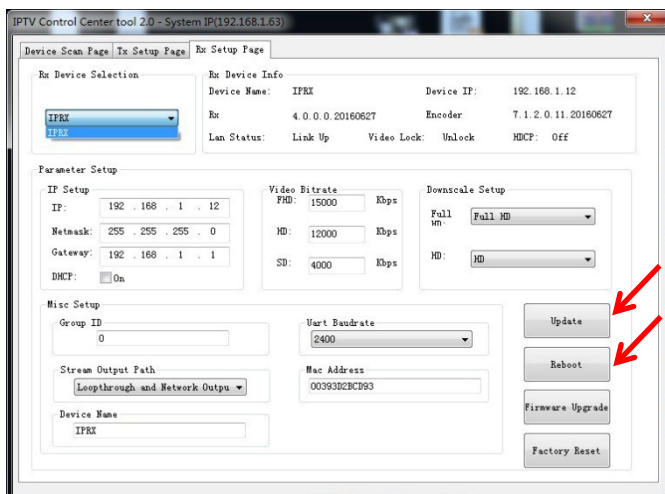 IPTV Control Center tool 2.0 - System IP(192.168.1.63)
Device Scan Page Tx Setup Page Rx Setup Page
Rx Device Selection
IPRX
IPRX
Rx Device Info
Device Name: IPRX Device IP: 192.168.1.12
Rx 4.0.0.0.20160627 Encoder 7.1.2.0.11.20160627
Lan Status: Link Up Video Lock: Unlock HDCP: Off
Parameter Setup
IP Setup
IP: 192 . 168 . 1 . 12
Netmask: 255 . 255 . 255 . 0
Gateway: 192 . 168 . 1 . 1
DHCP: On
Video Bitrate
FHD: 15000 Kbps
HD: 12000 Kbps
SD: 4000 Kbps
Downscale Setup
Full Full HD
HD: HD
Misc Setup
Group ID
0
Uart Baudrate
2400
Stream Output Path
Loopthrough and Network Outpu
Mac Address
00393D2BCD93
Device Name
IPRX
Update
Reboot
Firmware Upgrade
Factory Reset